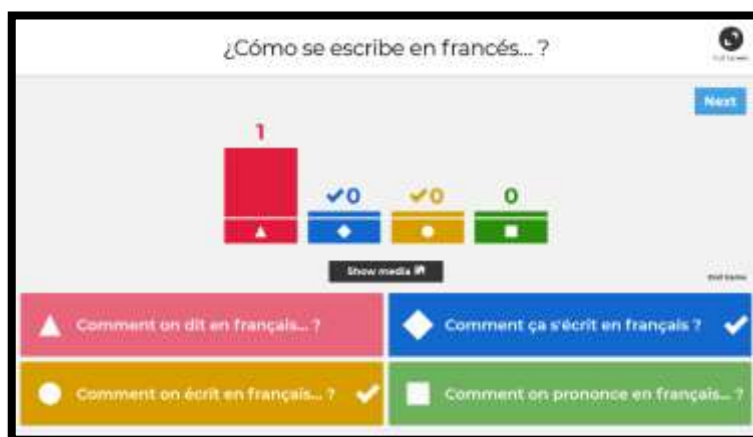 ¿Cómo se escribe en francés... ?
Next
1
0
0
0
Show media
Comment on dit en français... ?
Comment ça s'écrit en français ?
Comment on écrit en français... ?
Comment on prononce en français... ?